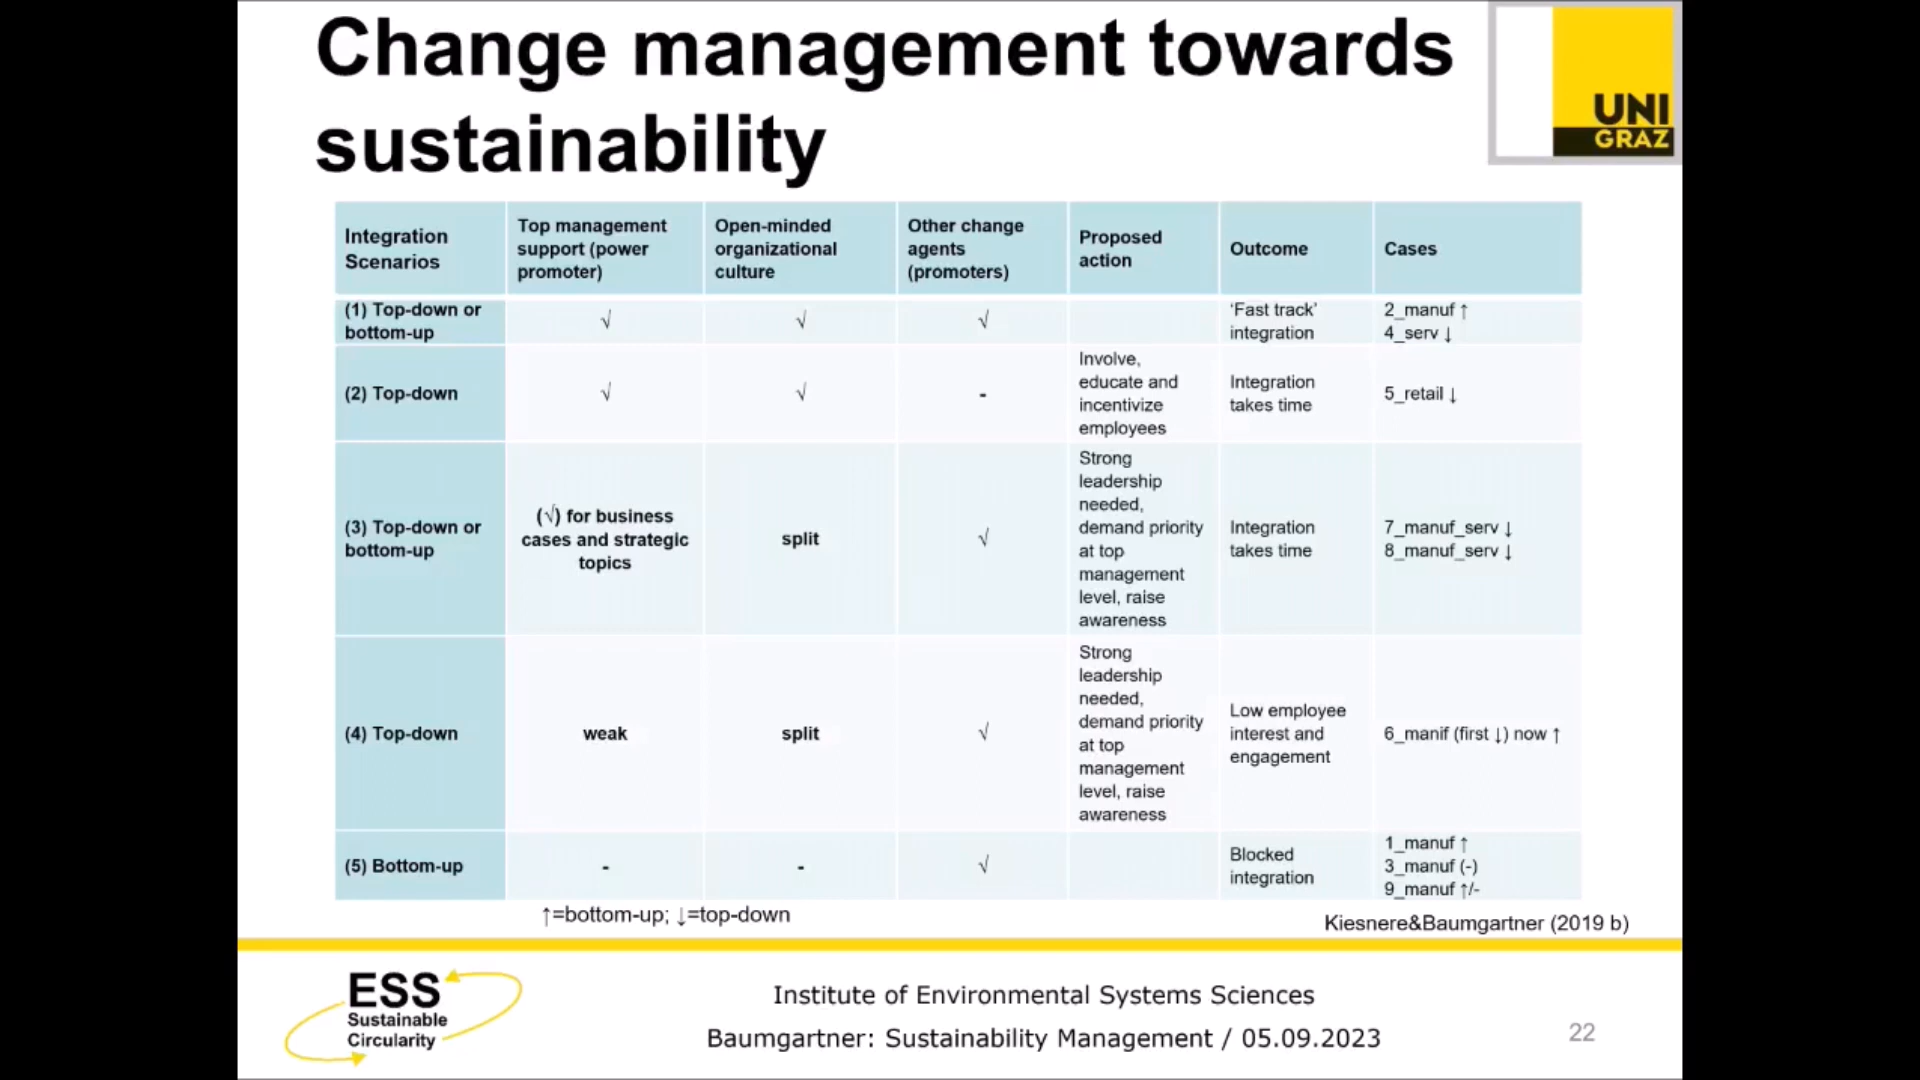 Change management towards
sustainability
UNI
GRAZ
Integration
Scenarios
Top management
support (power
promoter)
Open-minded
organizational
culture
Other change
agents
(promoters)
Proposed
action
Outcome
Cases
(1) Top-down or
bottom-up
√
√
√
‘Fast track’
integration
2_manuf ↑
4_serv ↓
(2) Top-down
√
√
-
Involve,
educate and
incentivize
employees
Integration
takes time
5_retail ↓
(3) Top-down or
bottom-up
(√) for business
cases and strategic
topics
split
√
Strong
leadership
needed,
demand priority
at top
management
level, raise
awareness
Integration
takes time
7_manuf_serv ↓
8_manuf_serv ↓
(4) Top-down
weak
split
√
Strong
leadership
needed,
demand priority
at top
management
level, raise
awareness
Low employee
interest and
engagement
6_manif (first ↓) now ↑
(5) Bottom-up
-
-
√
Blocked
integration
1_manuf ↑
3_manuf (-)
9_manuf ↑/-
↑=bottom-up; ↓=top-down
Kiesnere&Baumgartner (2019 b)
ESS
Sustainable
Circularity
Institute of Environmental Systems Sciences
Baumgartner: Sustainability Management / 05.09.2023
22